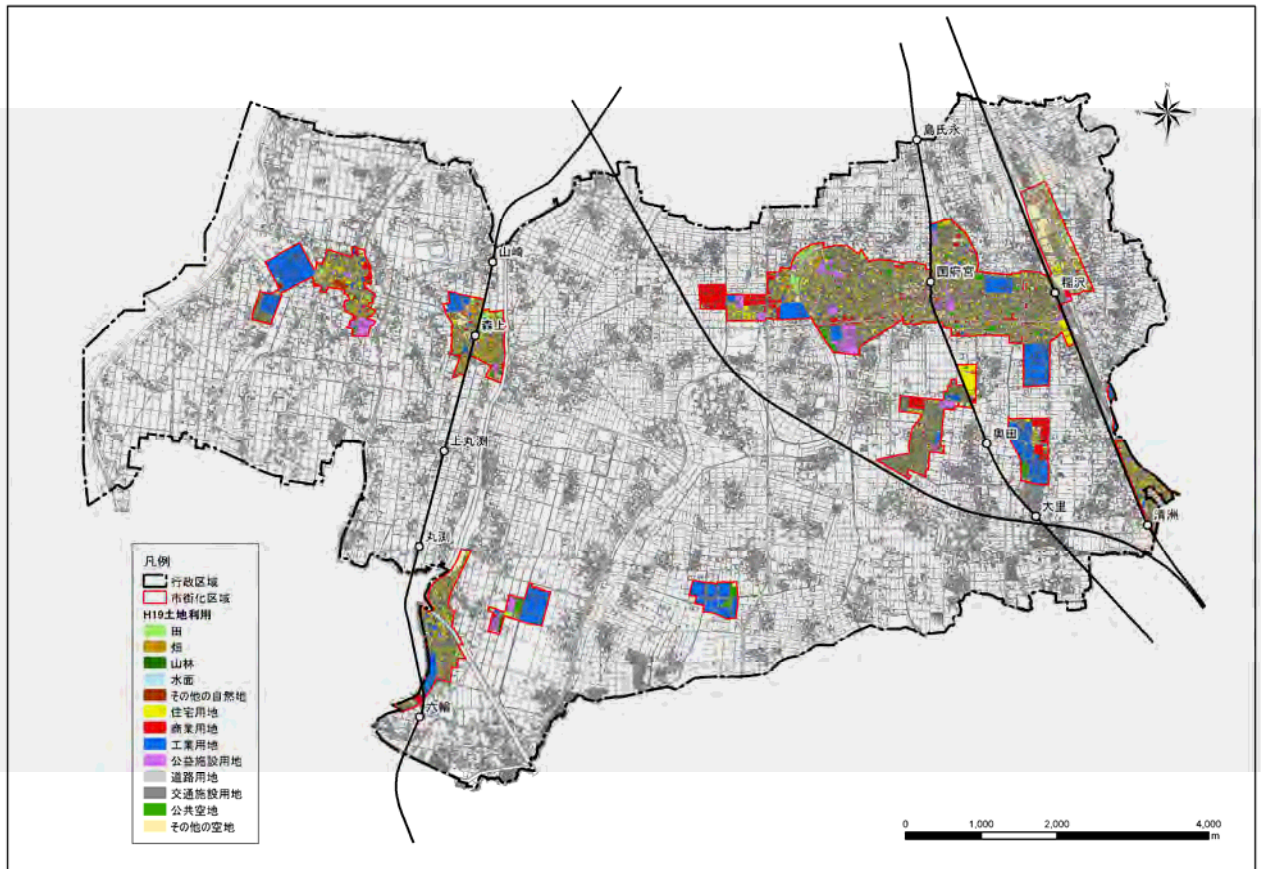 島氏永
山崎
国府宮
稲沢
森上
奥田
上丸渕
大里
清洲
丸渕
六輪
凡例
行政区域
市街化区域
H19土地利用
田
畑
山林
水面
その他の自然地
住宅用地
商業用地
工業用地
公益施設用地
道路用地
交通施設用地
公共空地
その他の空地
0 1,000 2,000 4,000
m